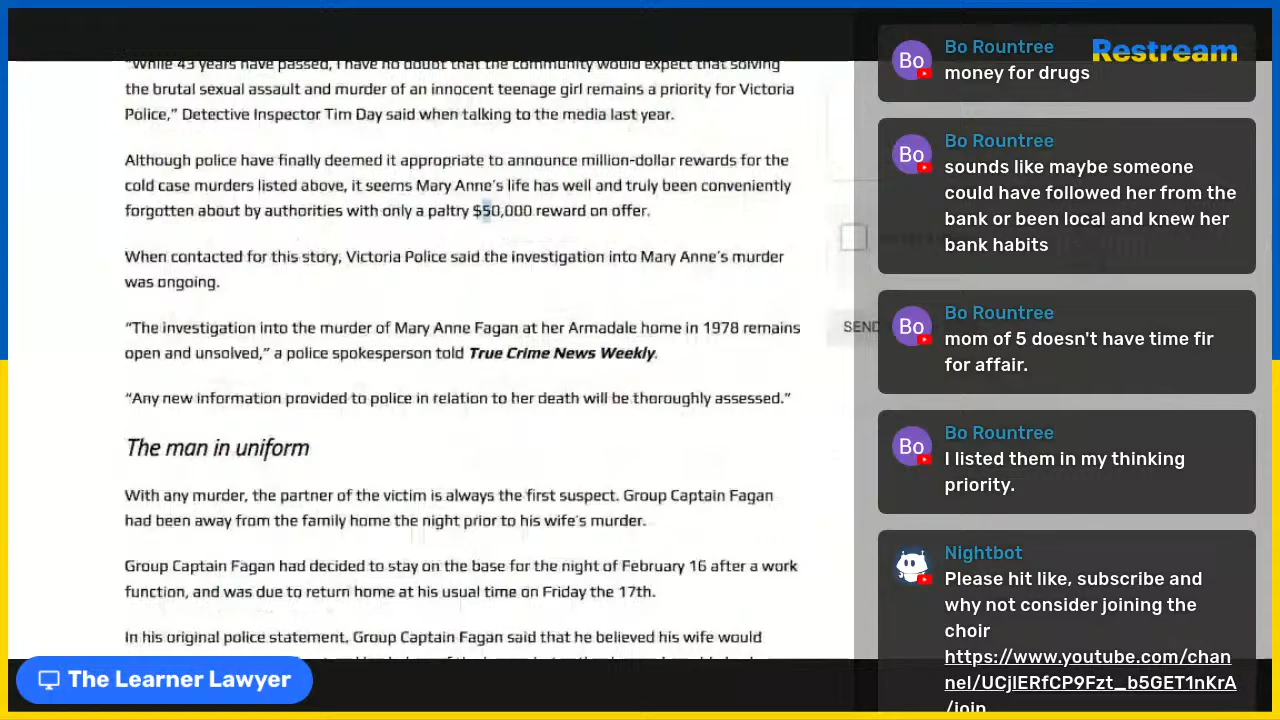 "While 43 years have passed, I have no doubt that the community would expect that solving
the brutal sexual assault and murder of an innocent teenage girl remains a priority for Victoria
Police," Detective Inspector Tim Day said when talking to the media last year.
Although police have finally deemed it appropriate to announce million-dollar rewards for the
cold case murders listed above, it seems Mary Anne's life has well and truly been conveniently
forgotten about by authorities with only a paltry $50,000 reward on offer.
When contacted for this story, Victoria Police said the investigation into Mary Anne's murder
was ongoing.
"The investigation into the murder of Mary Anne Fagan at her Armadale home in 1978 remains
open and unsolved," a police spokesperson told True Crime News Weekly.
"Any new information provided to police in relation to her death will be thoroughly assessed."
The man in uniform
With any murder, the partner of the victim is always the first suspect. Group Captain Fagan
had been away from the family home the night prior to his wife's murder.
Group Captain Fagan had decided to stay on the base for the night of February 16 after a work
function, and was due to return home at his usual time on Friday the 17th.
In his original police statement, Group Captain Fagan said that he believed his wife would
SEND
The Learner Lawyer
Restream
Bo
Bo Rountree
money for drugs
Bo
Bo Rountree
sounds like maybe someone
could have followed her from the
bank or been local and knew her
bank habits
Bo
Bo Rountree
mom of 5 doesn't have time fir
for affair.
Bo
Bo Rountree
I listed them in my thinking
priority.
Nightbot
Please hit like, subscribe and
why not consider joining the
choir
https://www.youtube.com/chan
nel/UCjlERfCP9Fzt_b5GET1nKrA
/join